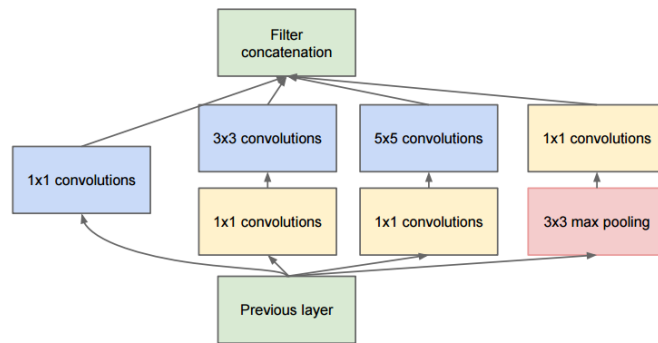 Filter
concatenation
3x3 convolutions
5x5 convolutions
1x1 convolutions
1x1 convolutions
1x1 convolutions
1x1 convolutions
3x3 max pooling
Previous layer